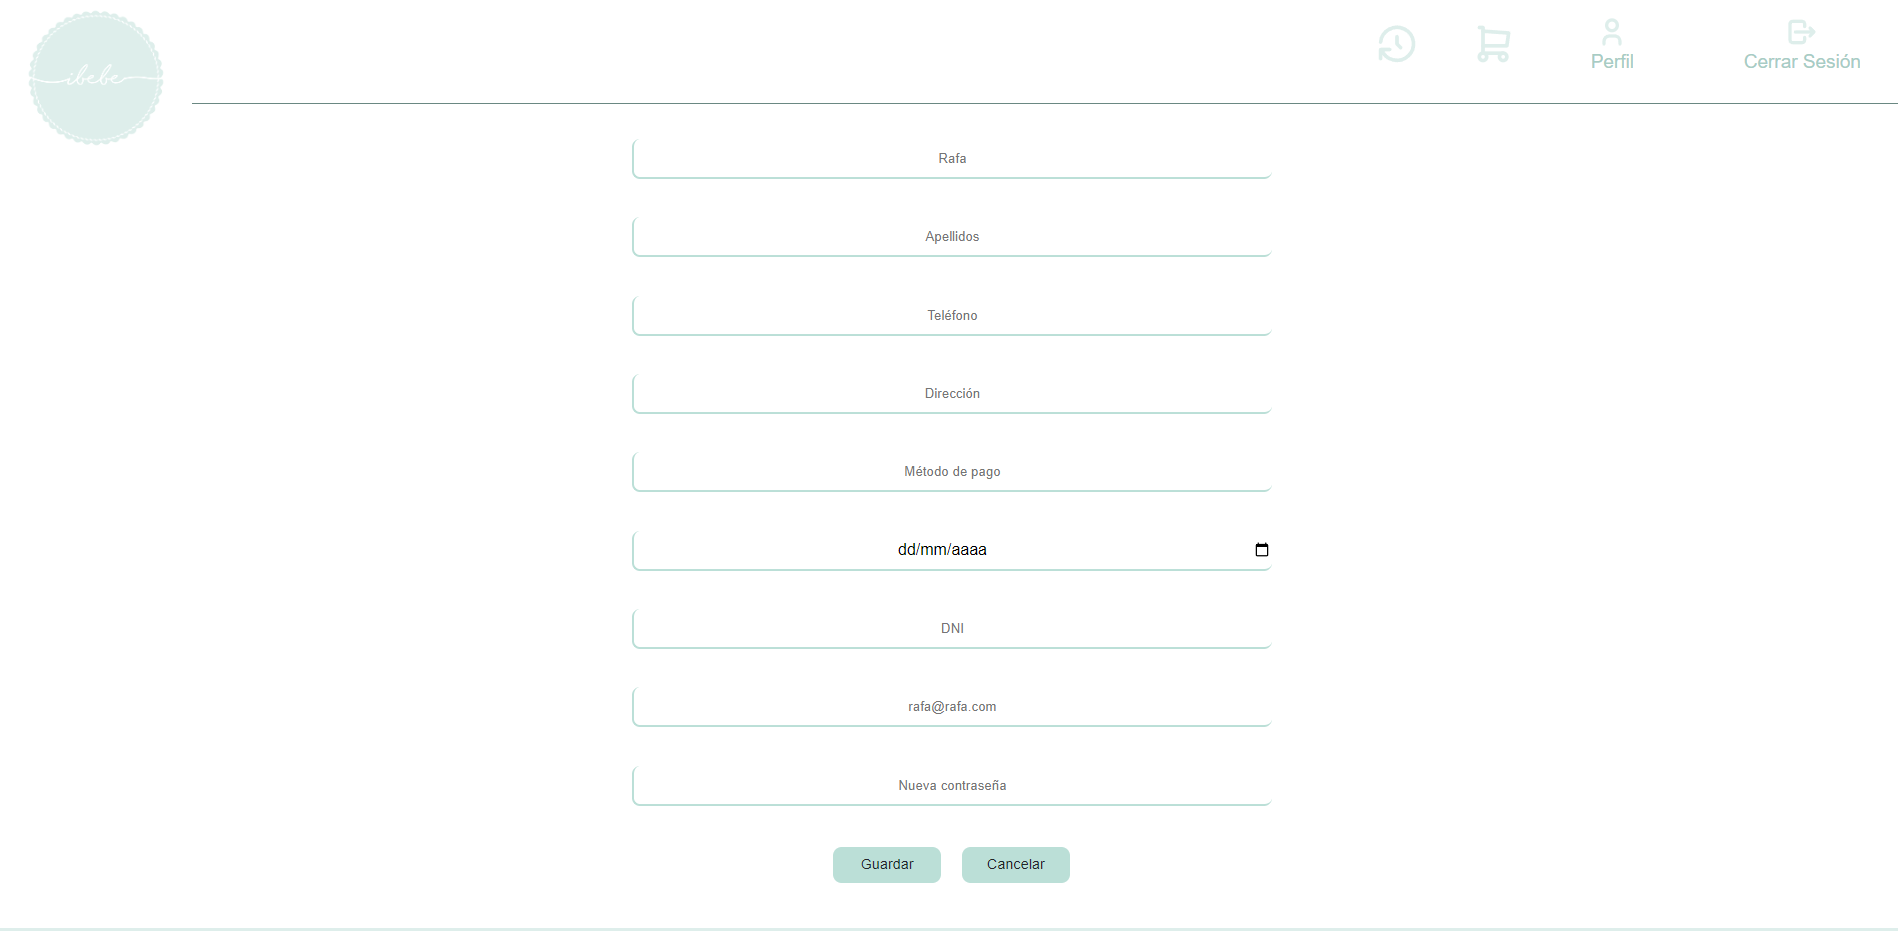 ibebe
Perfil
Cerrar Sesión
Rafa
Apellidos
Teléfono
Dirección
Método de pago
dd/mm/aaaa
DNI
rafa@rafa.com
Nueva contraseña
Guardar
Cancelar